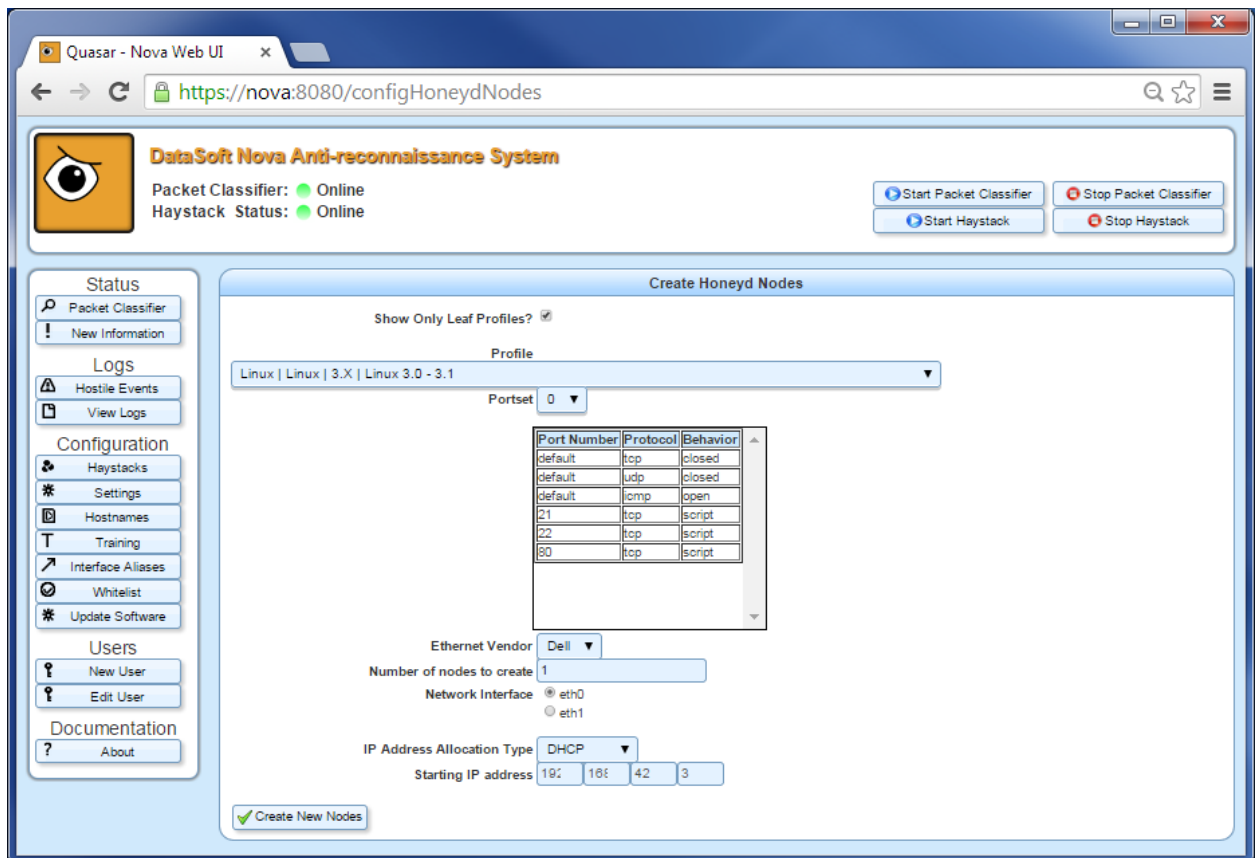 Quasar - Nova Web UI
https://nova:8080/configHoneydNodes
DataSoft Nova Anti-reconnaissance System
Packet Classifier: Online
Haystack Status: Online
Start Packet Classifier
Stop Packet Classifier
Start Haystack
Stop Haystack
Status
Packet Classifier
New Information
Logs
Hostile Events
View Logs
Configuration
Haystacks
Settings
Hostnames
Training
Interface Aliases
Whitelist
Update Software
Users
New User
Edit User
Documentation
About
Create Honeyd Nodes
Show Only Leaf Profiles?
Profile
Linux | Linux | 3.X | Linux 3.0 - 3.1
Portset 0
Port Number Protocol Behavior
default tcp closed
default udp closed
default icmp open
21 tcp script
22 tcp script
80 tcp script
Ethernet Vendor Dell
Number of nodes to create 1
Network Interface eth0
eth1
IP Address Allocation Type DHCP
Starting IP address 42 3
Create New Nodes